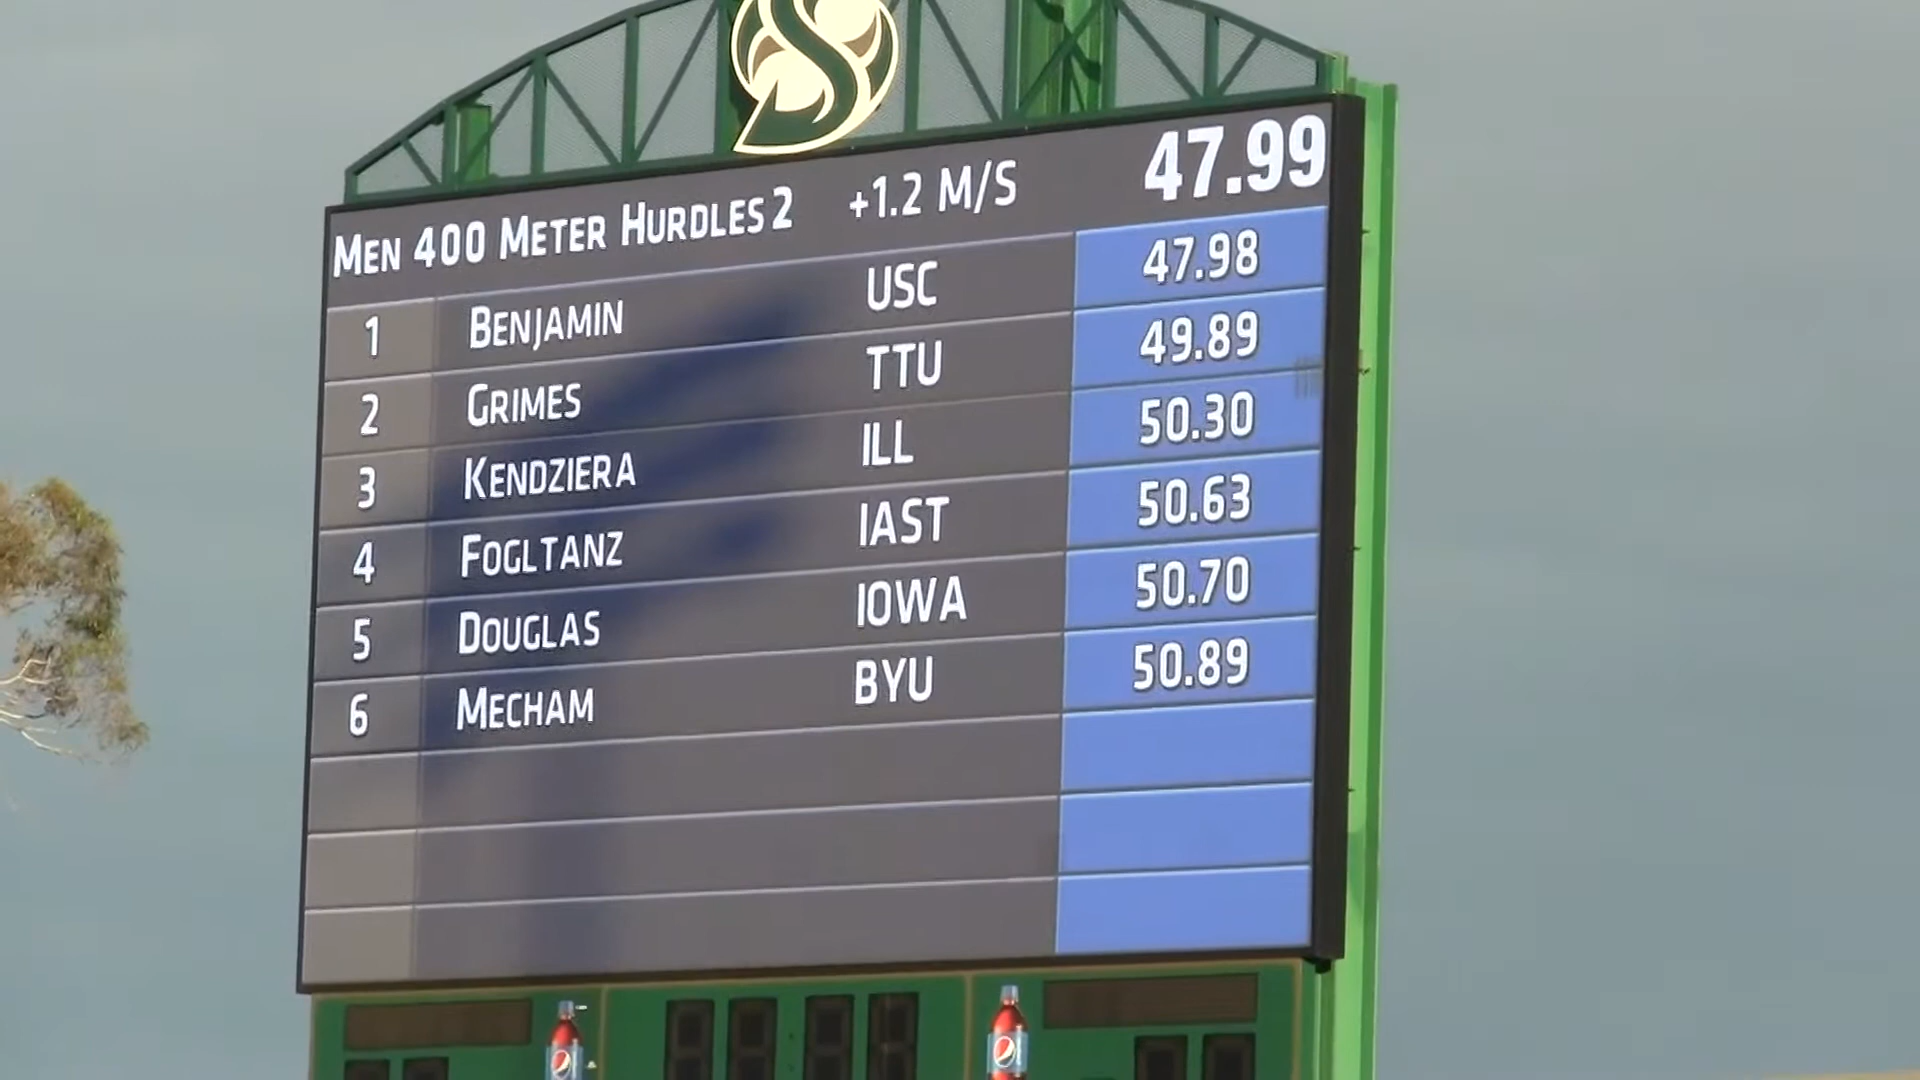 S
MEN 400 METER HURDLES 2 +1.2 M/S 47.99
1 BENJAMIN USC 47.98
2 GRIMES TTU 49.89
3 KENDZIERA ILL 50.30
4 FOGLTANZ IAST 50.63
5 DOUGLAS IOWA 50.70
6 MECHAM BYU 50.89